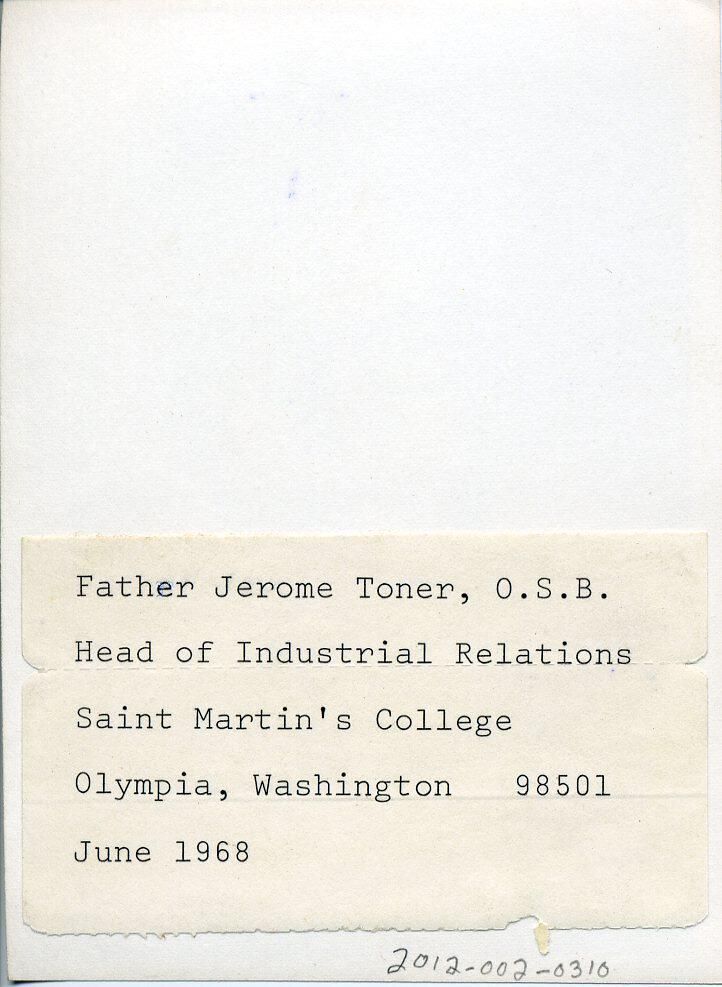 Father Jerome Toner, O.S.B.
Head of Industrial Relations
Saint Martin's College
Olympia, Washington   98501
June 1968
2012-002-0310